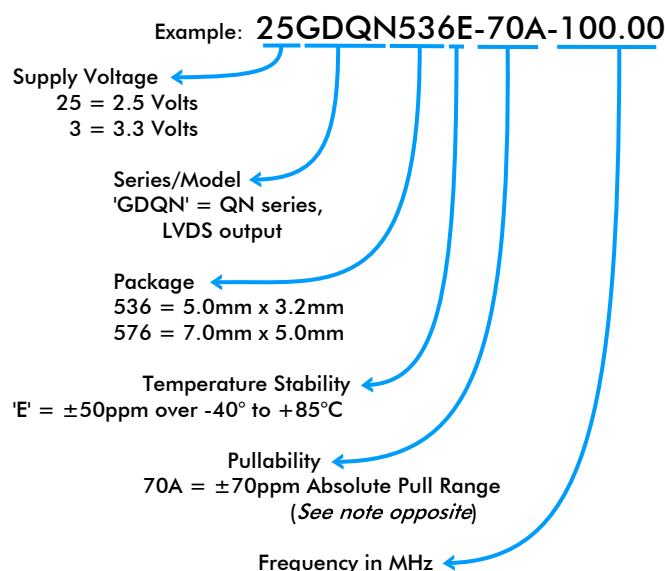 Example: 25GDQN536E-70A-100.00
Supply Voltage
25 = 2.5 Volts
3 = 3.3 Volts
Series/Model
'GDQN' = QN series,
LVDS output
Package
536 = 5.0mm x 3.2mm
576 = 7.0mm x 5.0mm
Temperature Stability
'E' = ±50ppm over -40° to +85°C
Pullability
70A = ±70ppm Absolute Pull Range
(See note opposite)
Frequency in MHz